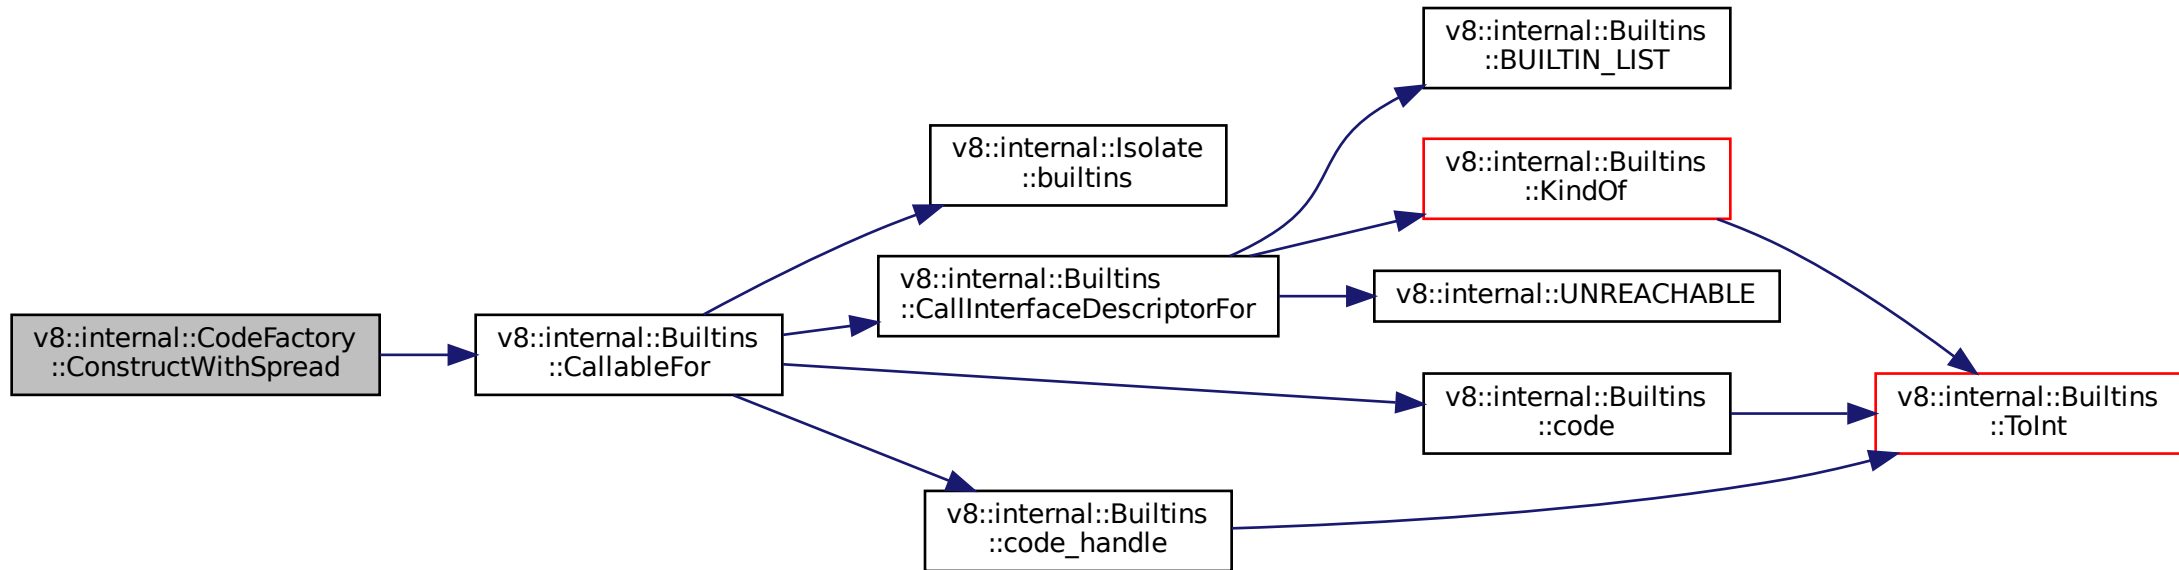 v8::internal::CodeFactory
::ConstructWithSpread
v8::internal::Builtins
::CallableFor
v8::internal::Isolate
::builtins
v8::internal::Builtins
::CallInterfaceDescriptorFor
v8::internal::Builtins
::code_handle
v8::internal::Builtins
::BUILTIN_LIST
v8::internal::Builtins
::KindOf
v8::internal::UNREACHABLE
v8::internal::Builtins
::code
v8::internal::Builtins
::ToInt